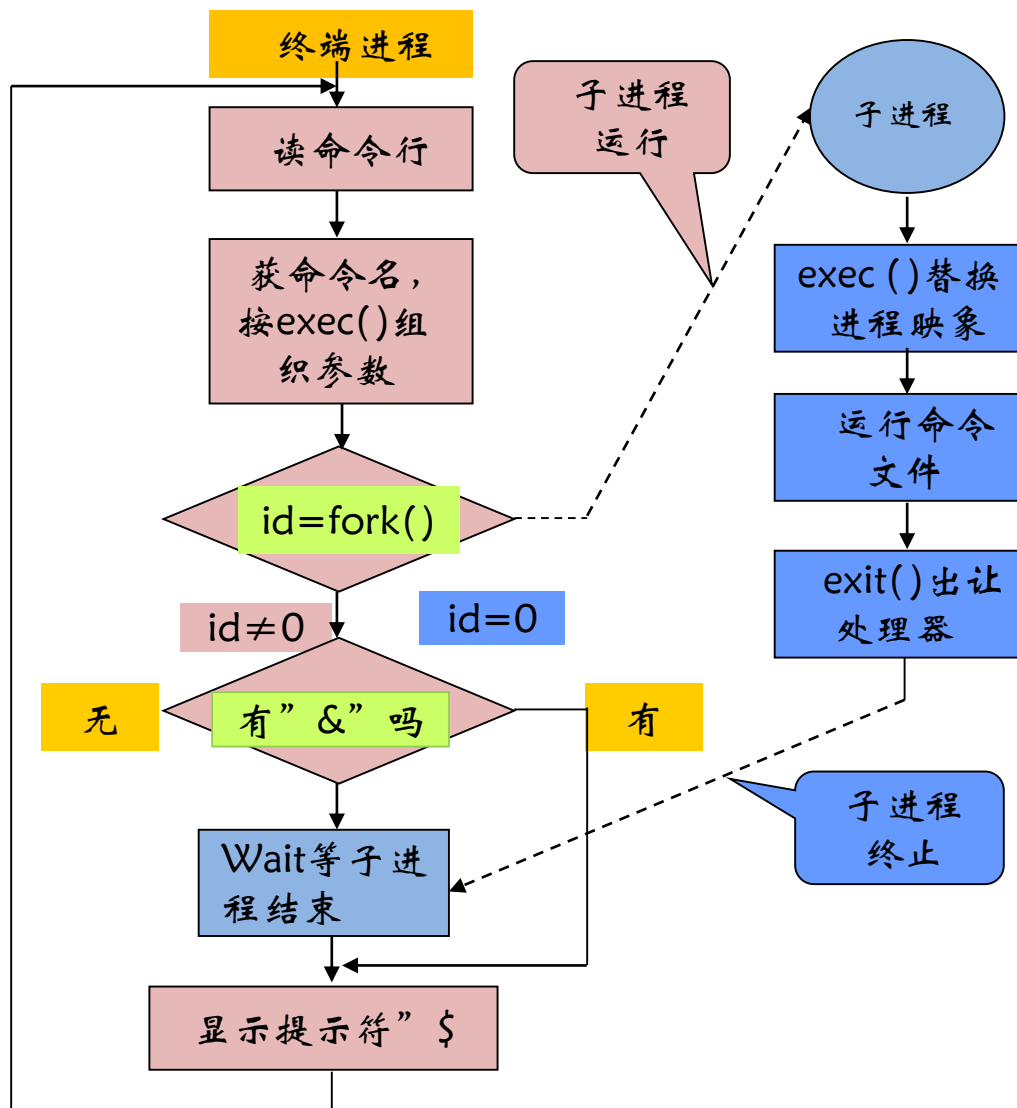 终端进程
读命令行
获命令名，
按exec()组
织参数
id=fork()
id≠0
id=0
无
有”&”吗
有
Wait等子进
程结束
显示提示符”$
子进程
运行
子进程
exec ()替换
进程映象
运行命令
文件
exit()出让
处理器
子进程
终止